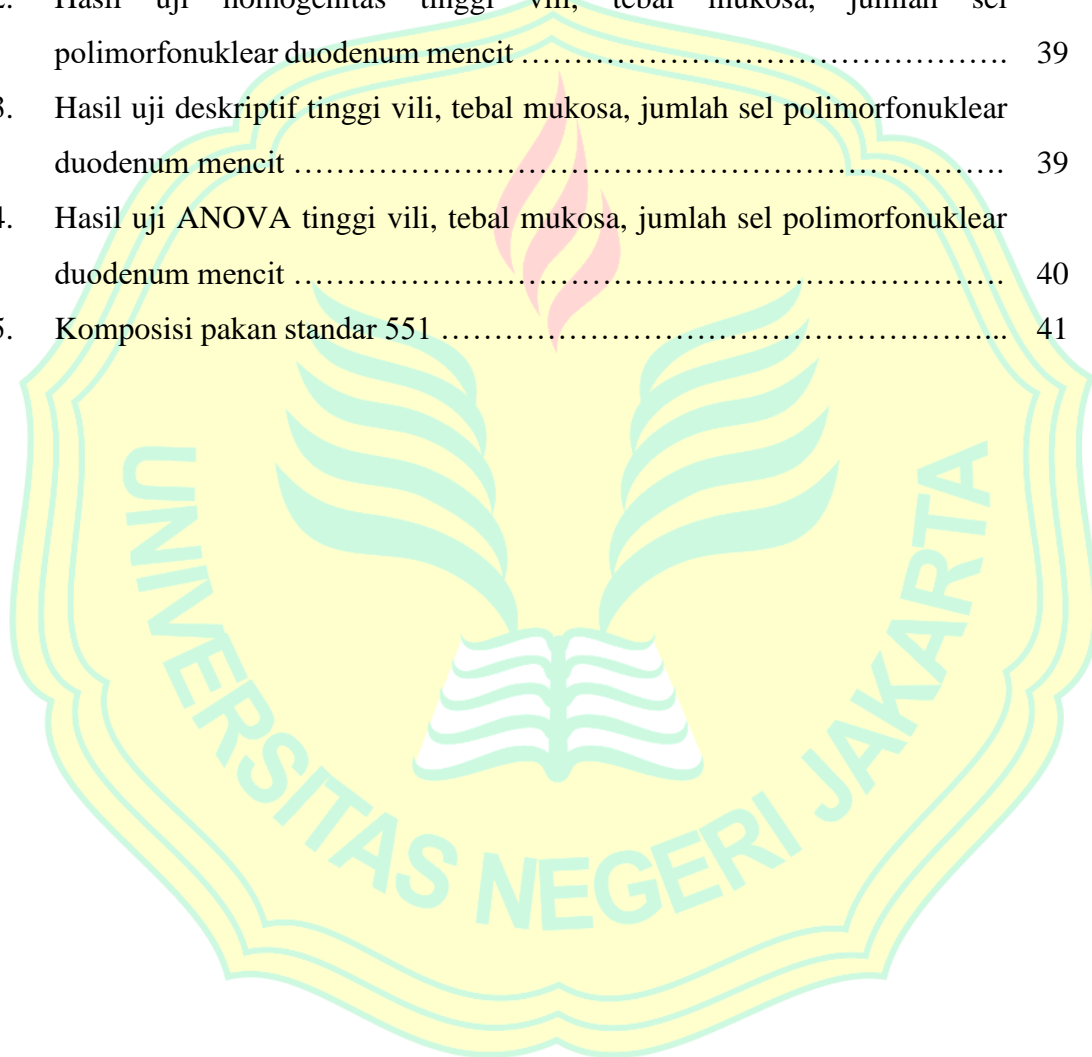 2. Hasil uji homogenitas tinggi vili, tebal mukosa, jumlah sel
polimorfonuklear duodenum mencit …………………………………………. 39
3. Hasil uji deskriptif tinggi vili, tebal mukosa, jumlah sel polimorfonuklear
duodenum mencit ……………………………………………………………. 39
4. Hasil uji ANOVA tinggi vili, tebal mukosa, jumlah sel polimorfonuklear
duodenum mencit ……………………………………………………………. 40
5. Komposisi pakan standar 551 ………………………………………………... 41
UNIVERSITAS NEGERI JAKARTA